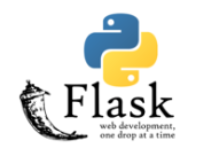 Flask
web development,
one drop at a time